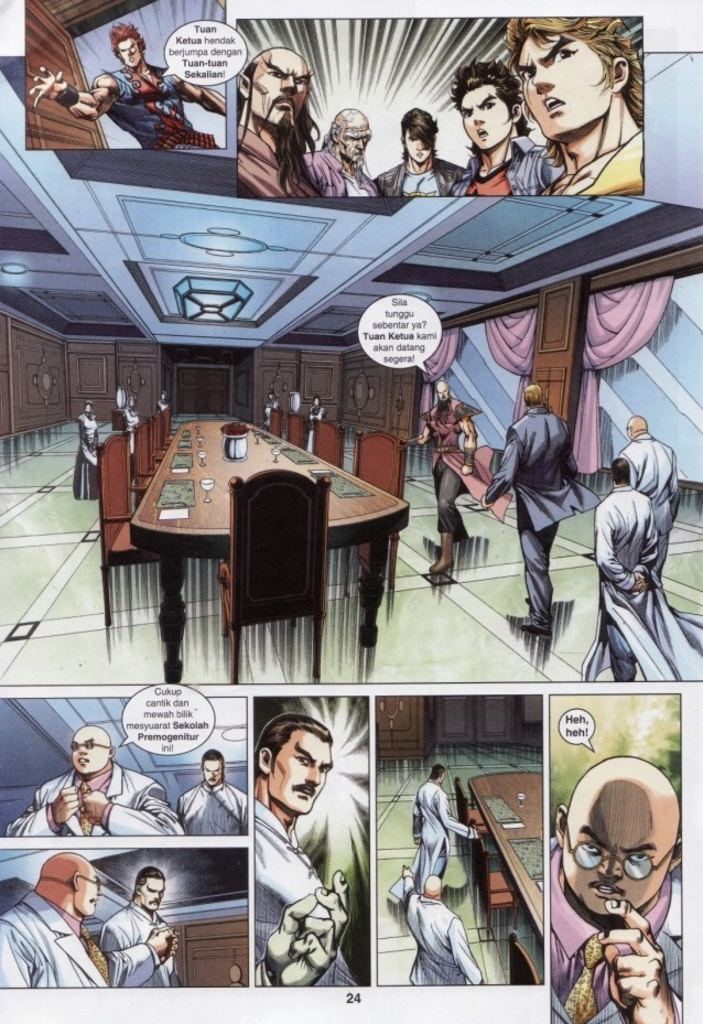 Tuan
Ketua hendak
berjumpa dengan
Tuan-tuan
Sekalian!
Sila
tunggu
sebentar ya?
Tuan Ketua kami
akan datang
segera!
Cukup
cantik dan
mewah bilik
mesyuarat Sekolah
Premogenitur
ini!
Heh,
heh!
24